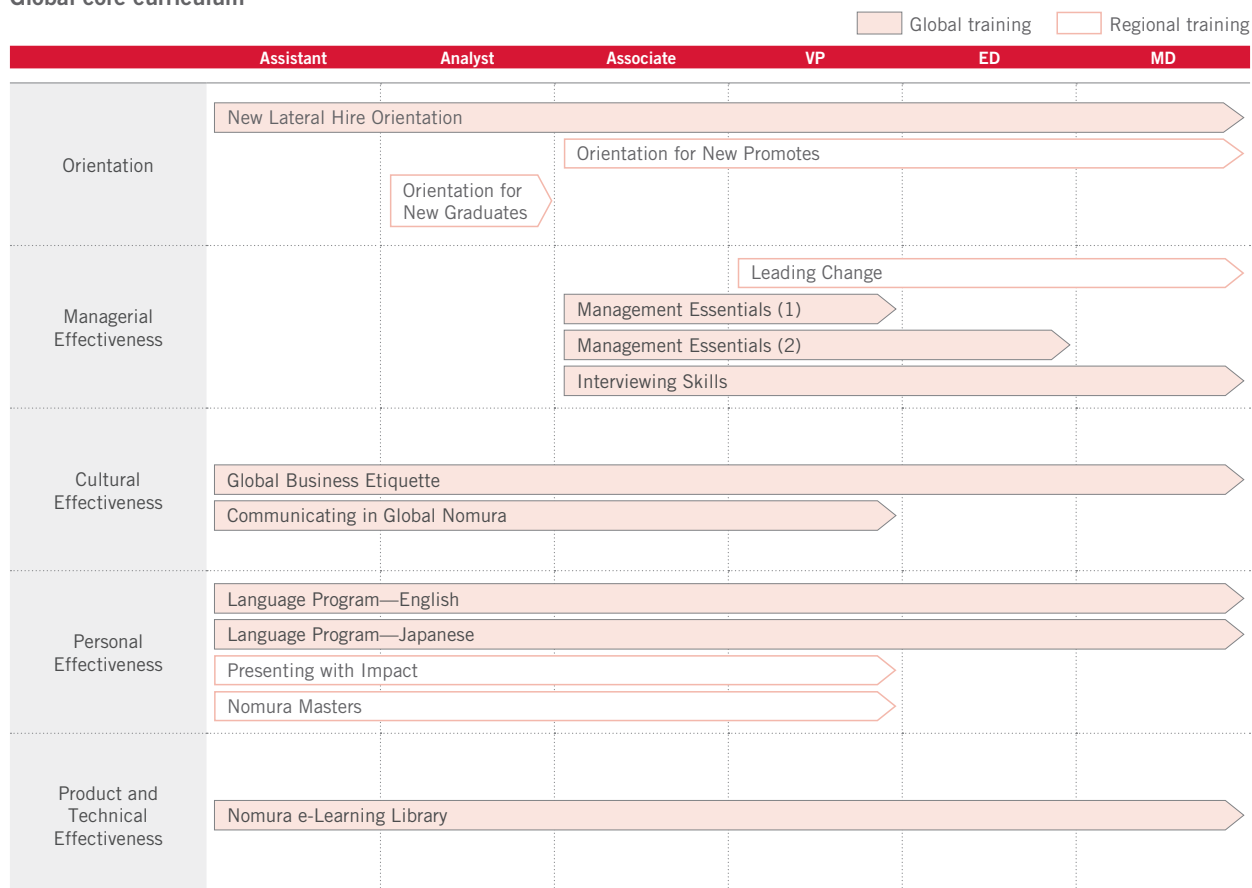 Global core curriculum
Global training
Regional training
Assistant
Analyst
Associate
VP
ED
MD
Orientation
New Lateral Hire Orientation
Orientation for New Promotes
Orientation for
New Graduates
Managerial
Effectiveness
Leading Change
Management Essentials (1)
Management Essentials (2)
Interviewing Skills
Cultural
Effectiveness
Global Business Etiquette
Communicating in Global Nomura
Personal
Effectiveness
Language Program—English
Language Program—Japanese
Presenting with Impact
Nomura Masters
Product and
Technical
Effectiveness
Nomura e-Learning Library